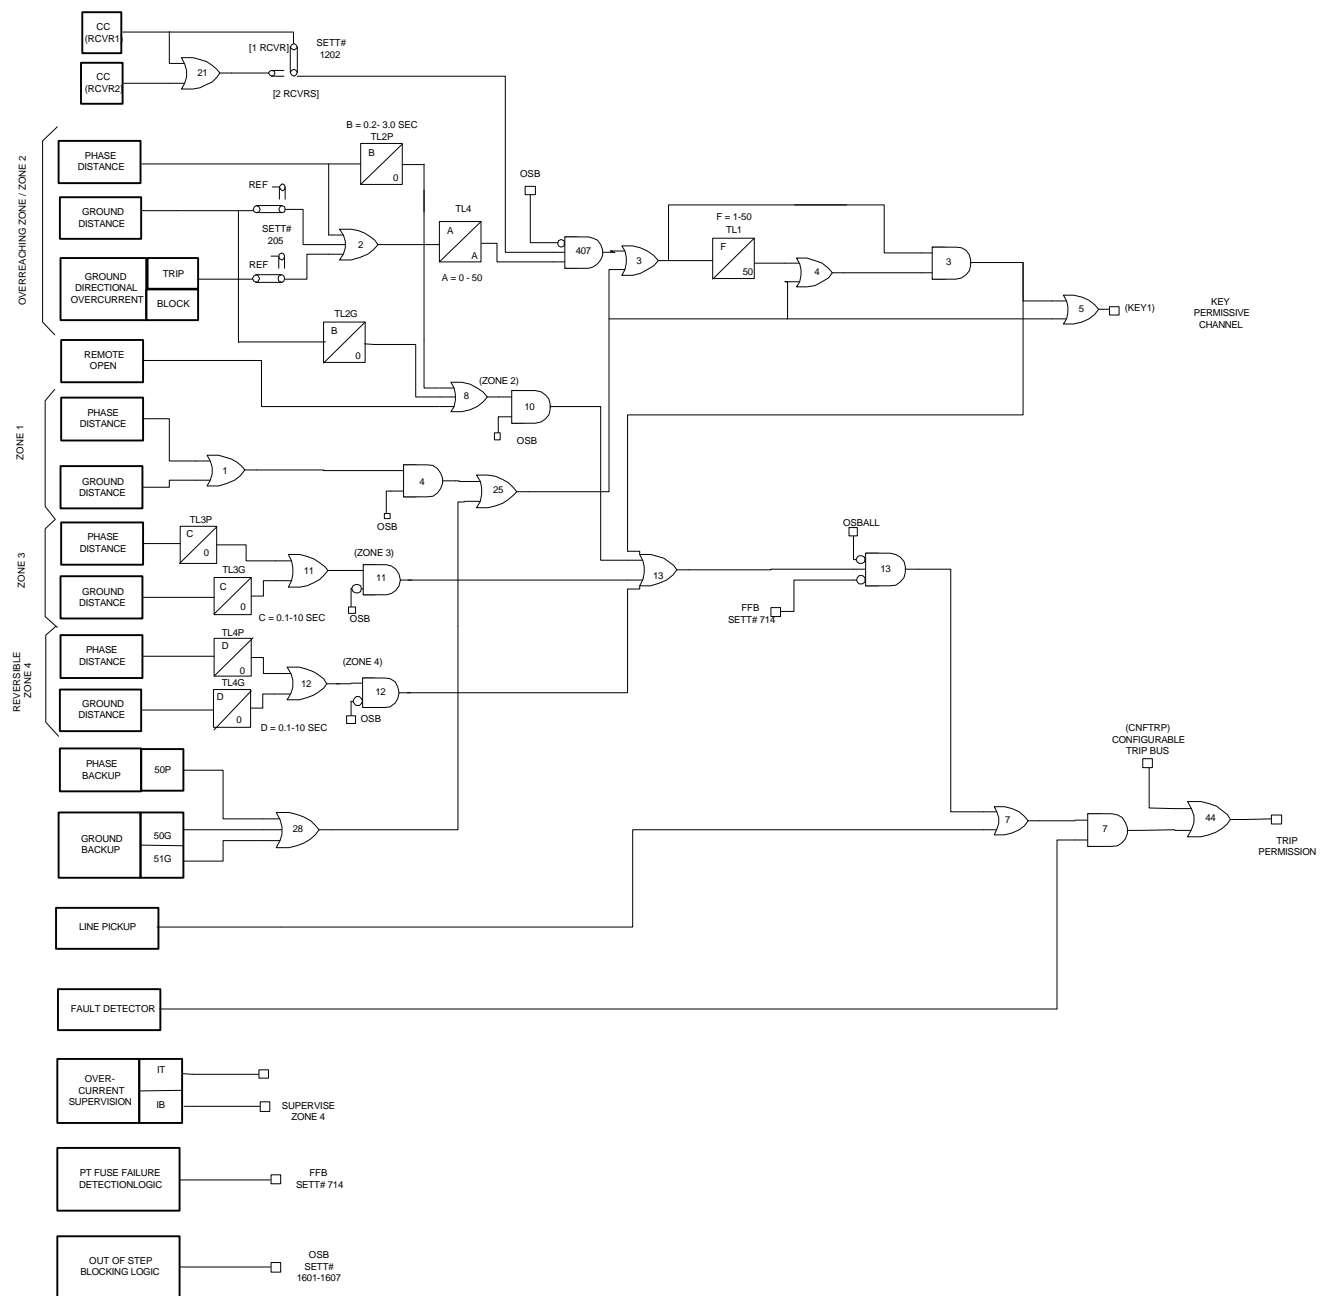 CC
(RCVR1)
[1 RCVR]
SETT#
1202
CC
(RCVR2)
21
[2 RCVRS]
OVERREACHING ZONE / ZONE 2
B = 0.2- 3.0 SEC
TL2P
B
0
PHASE
DISTANCE
REF
GROUND
DISTANCE
SETT#
205
REF
2
TL4
A
A
A = 0 - 50
GROUND
DIRECTIONAL
OVERCURRENT
TRIP
BLOCK
OSB
407
3
F = 1-50
TL1
F
50
4
3
5
(KEY1)
KEY
PERMISSIVE
CHANNEL
TL2G
B
0
REMOTE
OPEN
8
(ZONE 2)
10
OSB
ZONE 1
PHASE
DISTANCE
GROUND
DISTANCE
1
4
OSB
25
ZONE 3
PHASE
DISTANCE
TL3P
C
0
GROUND
DISTANCE
TL3G
C
0
C = 0.1-10 SEC
11
(ZONE 3)
11
OSB
13
OSBALL
13
FFB
SETT# 714
REVERSIBLE
ZONE 4
PHASE
DISTANCE
TL4P
D
0
GROUND
DISTANCE
TL4G
D
0
D = 0.1-10 SEC
12
(ZONE 4)
12
OSB
PHASE
BACKUP
50P
GROUND
BACKUP
50G
51G
28
(CNFTRP)
CONFIGURABLE
TRIP BUS
7
7
44
TRIP
PERMISSION
LINE PICKUP
FAULT DETECTOR
OVER-
CURRENT
SUPERVISION
IT
IB
SUPERVISE
ZONE 4
PT FUSE FAILURE
DETECTIONLOGIC
FFB
SETT# 714
OUT OF STEP
BLOCKING LOGIC
OSB
SETT#
1601-1607